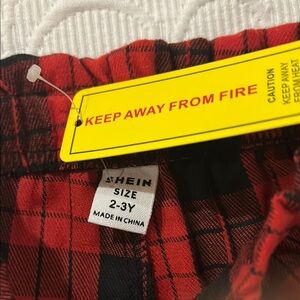 KEEP AWAY FROM FIRE
CAUTION
KEEP AWAY
FROM HEAT
SHEIN
SIZE
2-3Y
MADE IN CHINA